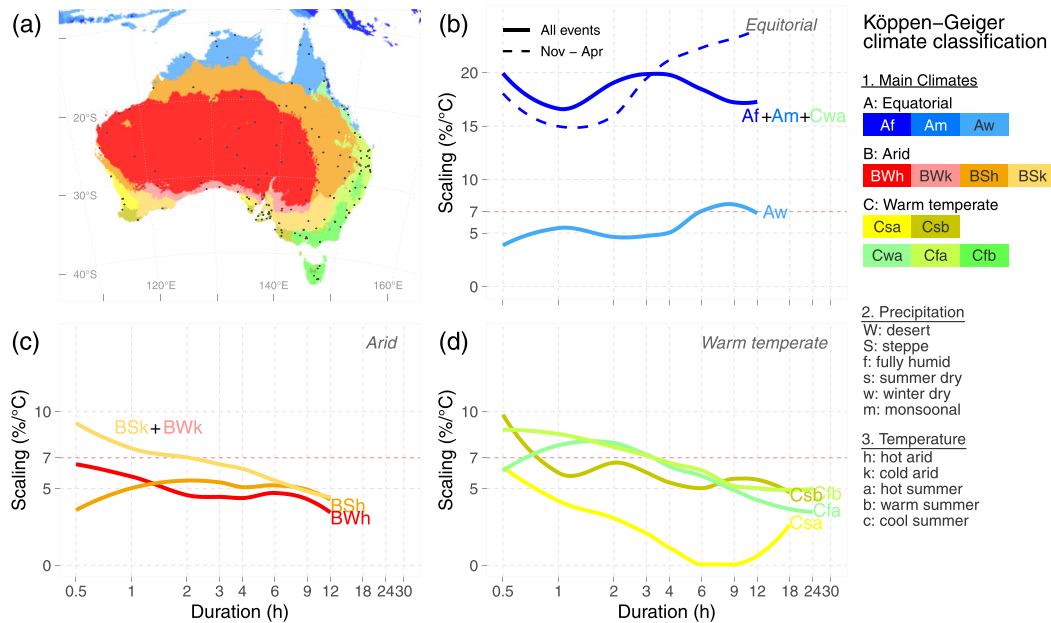 (a)
20°S
30°S
40°S
120°E
140°E
160°E
(b)
All events
Nov − Apr
Equitorial
Scaling (%/°C)
20
15
10
7
5
0
Af+Am+Cwa
Aw
(c)
Arid
Scaling (%/°C)
10
7
5
0
BSk+BWk
BSh
BWh
0.5 1 2 3 4 6 9 12 18 24 30
Duration (h)
(d)
Warm temperate
Scaling (%/°C)
10
7
5
0
Cfb
Csb
Cfa
Csa
0.5 1 2 3 4 6 9 12 18 24 30
Duration (h)
Köppen−Geiger
climate classification
1. Main Climates
A: Equatorial
Af Am Aw
B: Arid
BWh BWk BSh BSk
C: Warm temperate
Csa Csb
Cwa Cfa Cfb
2. Precipitation
W: desert
S: steppe
f: fully humid
s: summer dry
w: winter dry
m: monsoonal
3. Temperature
h: hot arid
k: cold arid
a: hot summer
b: warm summer
c: cool summer